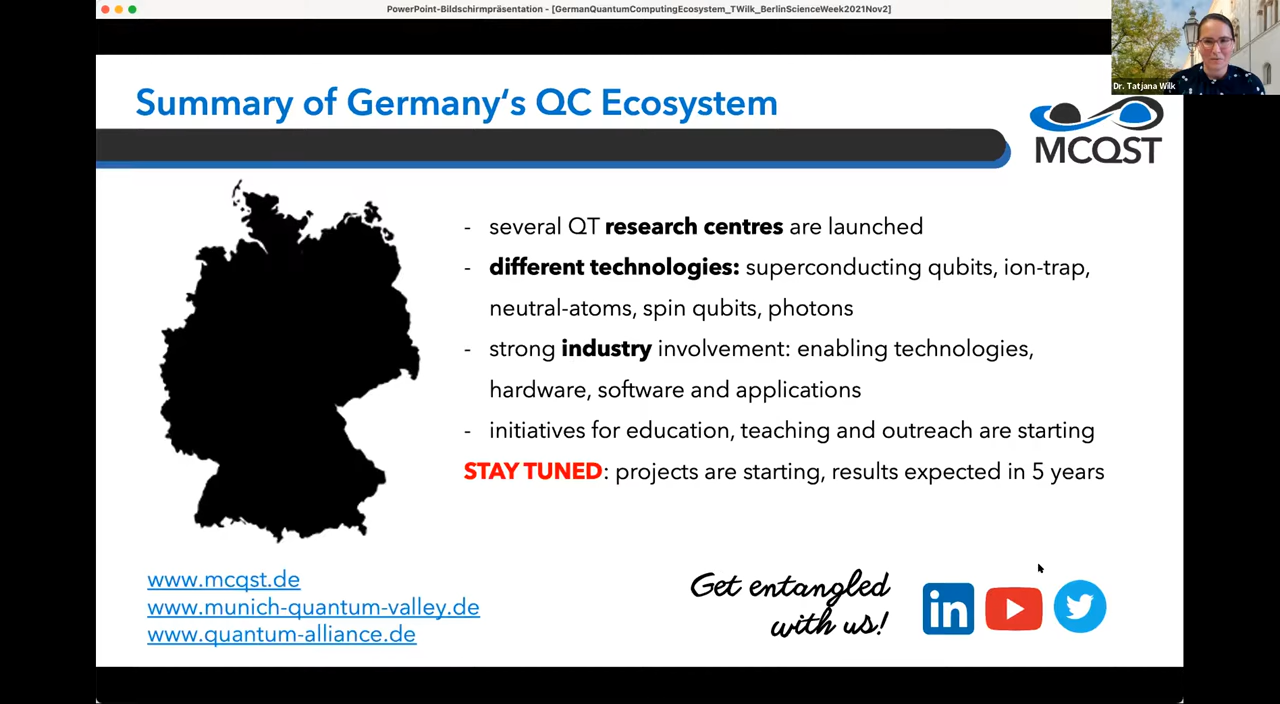 PowerPoint-Bildschirmpräsentation - [GermanQuantumComputingEcosystem_TWilk_BerlinScienceWeek2021Nov2]
Dr. Tatjana Wilk
Summary of Germany‘s QC Ecosystem
MCQST
- several QT research centres are launched
- different technologies: superconducting qubits, ion-trap,
neutral-atoms, spin qubits, photons
- strong industry involvement: enabling technologies,
hardware, software and applications
- initiatives for education, teaching and outreach are starting
STAY TUNED: projects are starting, results expected in 5 years
www.mcqst.de
www.munich-quantum-valley.de
www.quantum-alliance.de
Get entangled
with us!
in